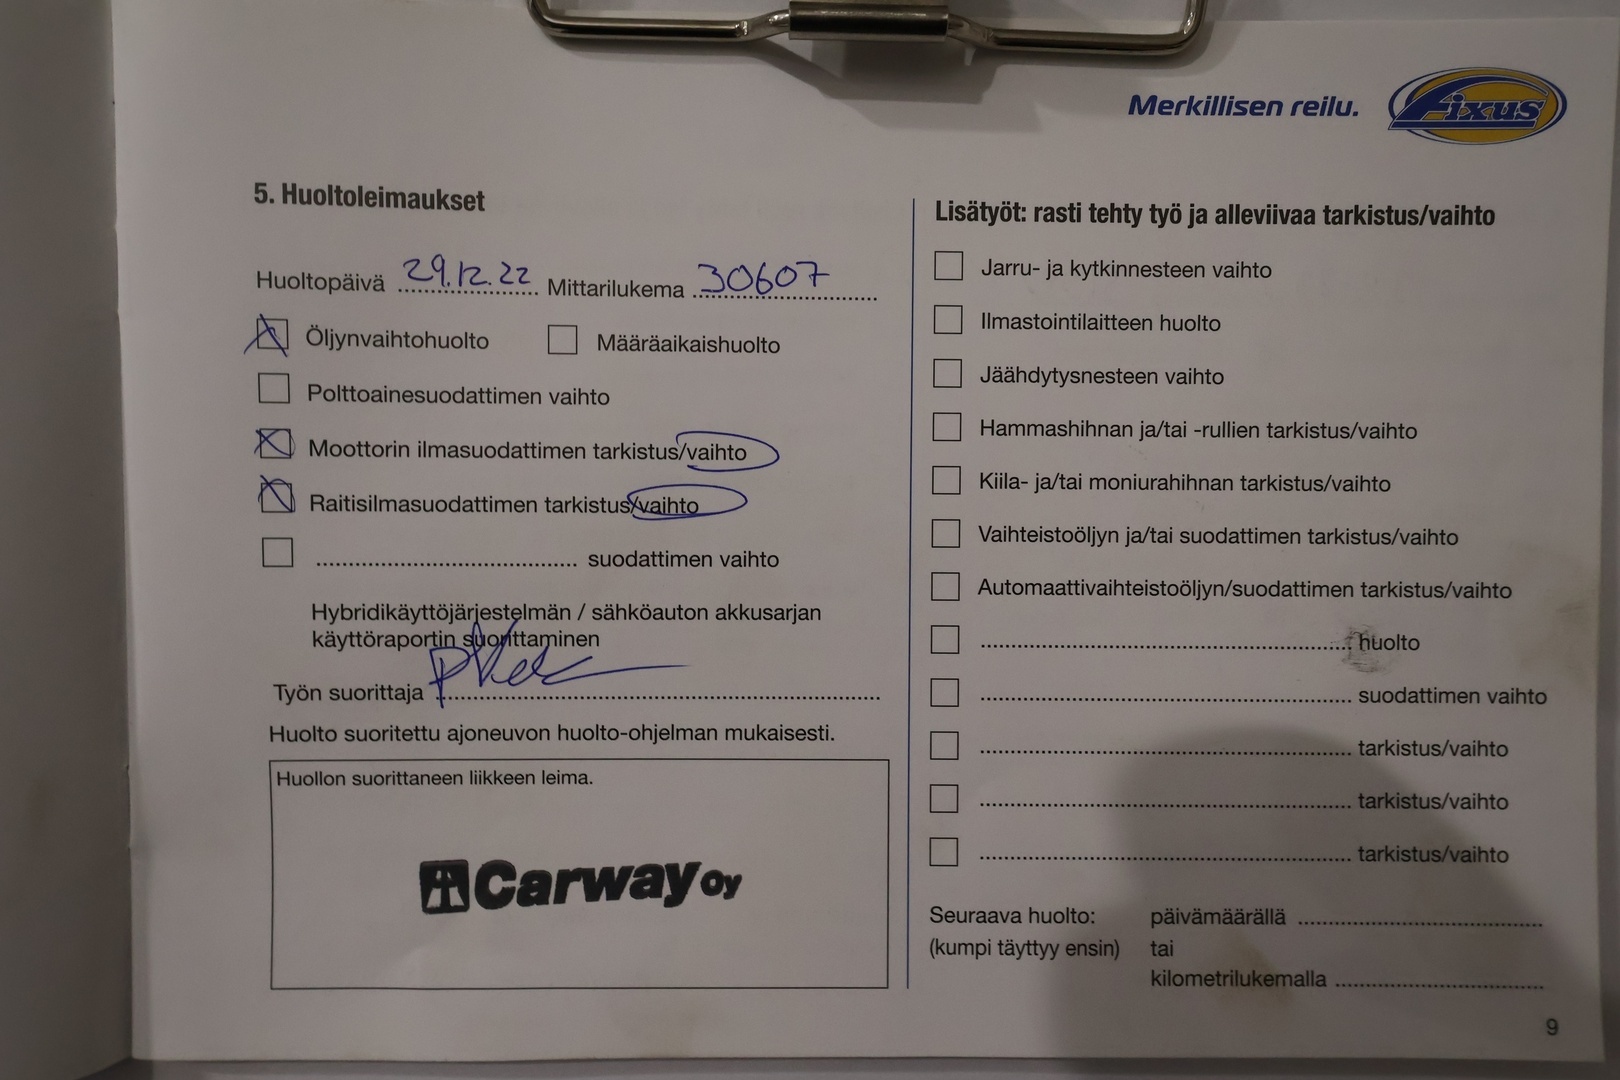 Merkillisen reilu. Fixus
5. Huoltoleimaukset
Huoltopäivä 29.12.22 Mittarilukema 30607
Öljynvaihtohuolto Määräaikaishuolto
Polttoainesuodattimen vaihto
Moottorin ilmasuodattimen tarkistus/vaihto
Raitisilmasuodattimen tarkistus/vaihto
suodattimen vaihto
Hybridikäyttöjärjestelmän / sähköauton akkusarjan
käyttöraportin suorittaminen
Työn suorittaja
Huolto suoritettu ajoneuvon huolto-ohjelman mukaisesti.
Huollon suorittaneen liikkeen leima.
Carway oy
Lisätyöt: rasti tehty työ ja alleviivaa tarkistus/vaihto
Jarru- ja kytkinnesteen vaihto
Ilmastointilaitteen huolto
Jäähdytysnesteen vaihto
Hammashihnan ja/tai -rullien tarkistus/vaihto
Kiila- ja/tai moniurahihnan tarkistus/vaihto
Vaihteistoöljyn ja/tai suodattimen tarkistus/vaihto
Automaattivaihteistoöljyn/suodattimen tarkistus/vaihto
huolto
suodattimen vaihto
tarkistus/vaihto
tarkistus/vaihto
tarkistus/vaihto
Seuraava huolto: päivämäärällä
(kumpi täyttyy ensin) tai
kilometrilukemalla
9